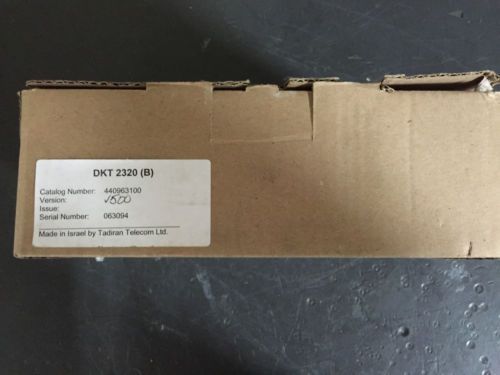 DKT 2320 (B)
Catalog Number: 440963100
Version: V500
Issue:
Serial Number: 063094
Made in Israel by Tadiran Telecom Ltd.